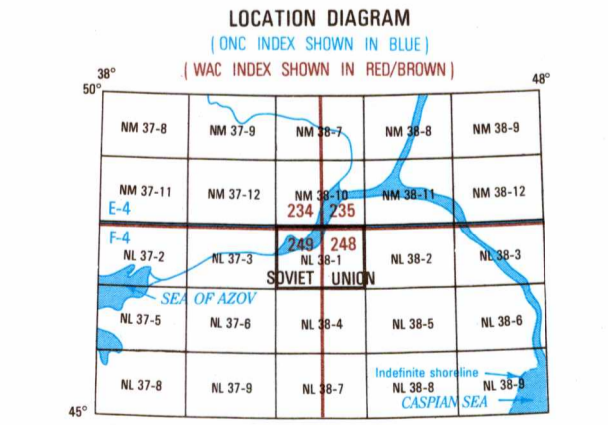 LOCATION DIAGRAM
(ONC INDEX SHOWN IN BLUE)
(WAC INDEX SHOWN IN RED/BROWN)
38° 48°
50°
NM 37-8 NM 37-9 NM 38-7 NM 38-8 NM 38-9
NM 37-11 NM 37-12 NM 38-10 NM 38-11 NM 38-12
E-4 234 235
F-4 249 248
NL 37-2 NL 37-3 NL 38-1 NL 38-2 NL 38-3
SOVIET UNION
SEA OF AZOV
NL 37-5 NL 37-6 NL 38-4 NL 38-5 NL 38-6
Indefinite shoreline
NL 37-8 NL 37-9 NL 38-7 NL 38-8 NL 38-9
CASPIAN SEA
45°